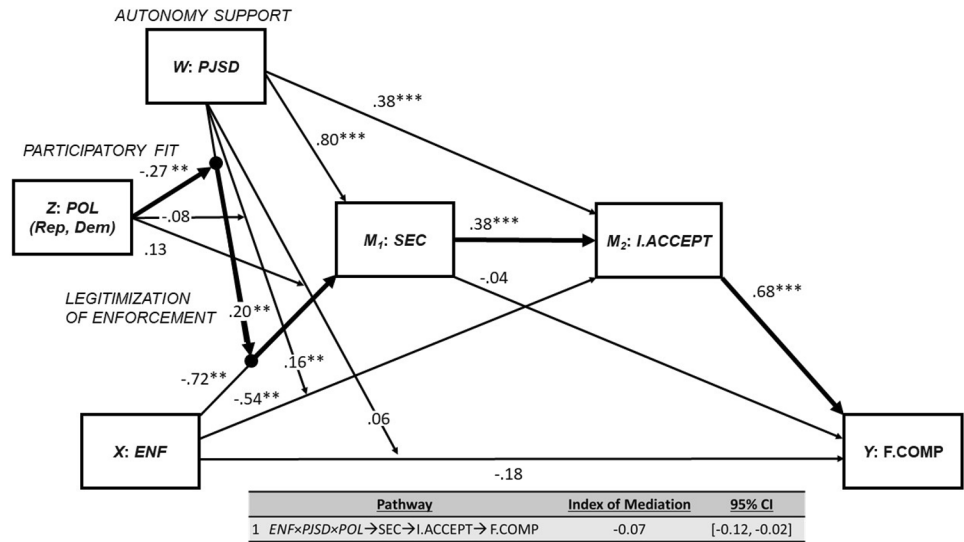 AUTONOMY SUPPORT
W: PJSD
.38***
.80***
PARTICIPATORY FIT
-.27 **
Z: POL
(Rep, Dem)
-.08
.13
M1: SEC
.38***
M2: I.ACCEPT
-.04
LEGITIMIZATION
OF ENFORCEMENT
.20**
.68***
.16**
-.72**
-.54**
.06
X: ENF
Y: F.COMP
-.18
Pathway Index of Mediation 95% CI
1 ENF×PJSD×POL→SEC→I.ACCEPT→ F.COMP -0.07 [-0.12, -0.02]